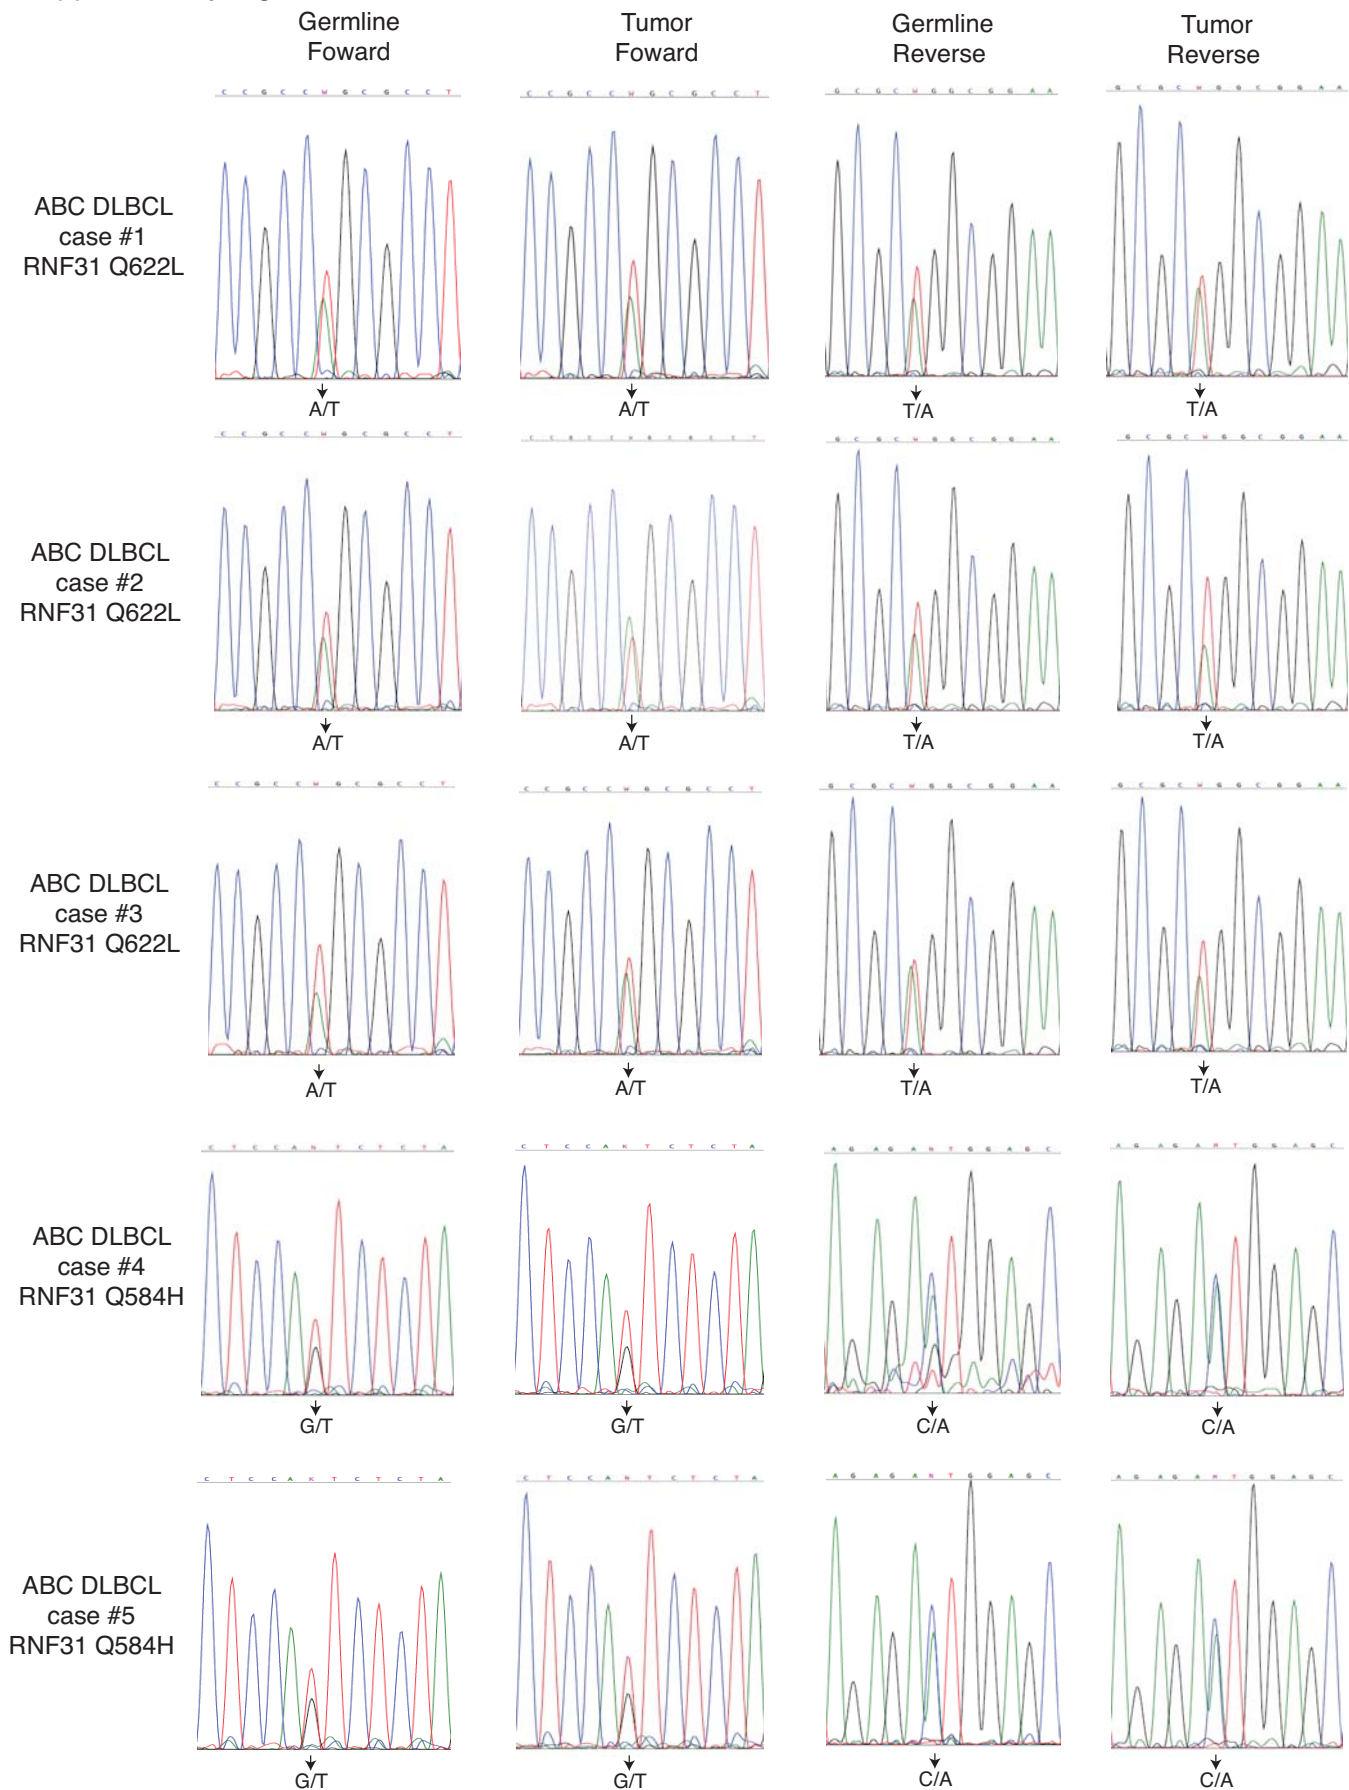 Germline
Foward
Tumor
Foward
Germline
Reverse
Tumor
Reverse
ABC DLBCL
case #1
RNF31 Q622L
C C G C C W G C G C C T
C C G C C W G C G C C T
G C G C W G G C G G A A
G C G C W G G C G G A A
A/T
A/T
T/A
T/A
ABC DLBCL
case #2
RNF31 Q622L
C C G C C W G C G C C T
C C G C C W G C G C C T
G C G C W G G C G G A A
G C G C W G G C G G A A
A/T
A/T
T/A
T/A
ABC DLBCL
case #3
RNF31 Q622L
C C G C C W G C G C C T
C C G C C W G C G C C T
G C G C W G G C G G A A
G C G C W G G C G G A A
A/T
A/T
T/A
T/A
ABC DLBCL
case #4
RNF31 Q584H
C T C C A N T C T C T A
C T C C A K T C T C T A
A G A G A N T G G A G C
A G A G A M T G G A G C
G/T
G/T
C/A
C/A
ABC DLBCL
case #5
RNF31 Q584H
C T C C A K T C T C T A
C T C C A N T C T C T A
A G A G A N T G G A G C
A G A G A M T G G A G C
G/T
G/T
C/A
C/A